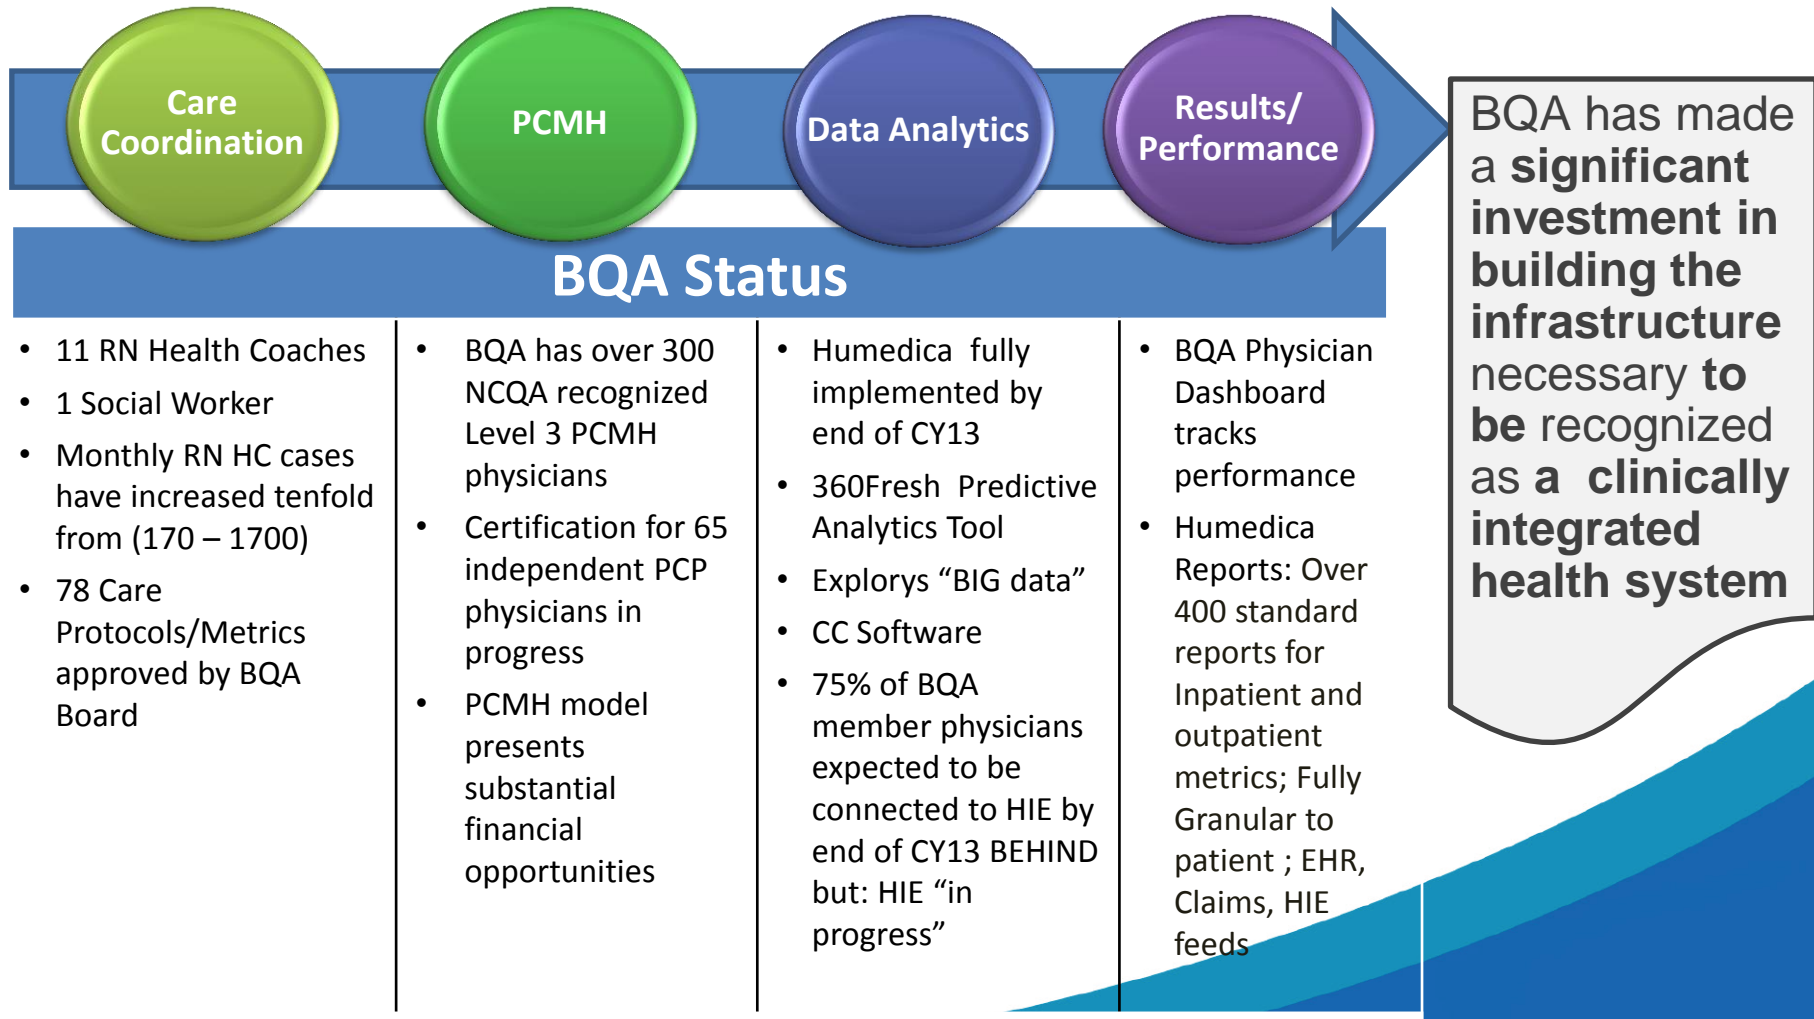 Care
Coordination
PCMH
Data Analytics
Results/
Performance
BQA Status
• 11 RN Health Coaches
• 1 Social Worker
• Monthly RN HC cases
have increased tenfold
from (170 – 1700)
• 78 Care
Protocols/Metrics
approved by BQA
Board
• BQA has over 300
NCQA recognized
Level 3 PCMH
physicians
• Certification for 65
independent PCP
physicians in
progress
• PCMH model
presents
substantial
financial
opportunities
• Humedica fully
implemented by
end of CY13
• 360Fresh Predictive
Analytics Tool
• Explorys “BIG data”
• CC Software
• 75% of BQA
member physicians
expected to be
connected to HIE by
end of CY13 BEHIND
but: HIE “in
progress”
• BQA Physician
Dashboard
tracks
performance
• Humedica
Reports: Over
400 standard
reports for
Inpatient and
outpatient
metrics; Fully
Granular to
patient ; EHR,
Claims, HIE
feeds
BQA has made
a significant
investment in
building the
infrastructure
necessary to
be recognized
as a clinically
integrated
health system